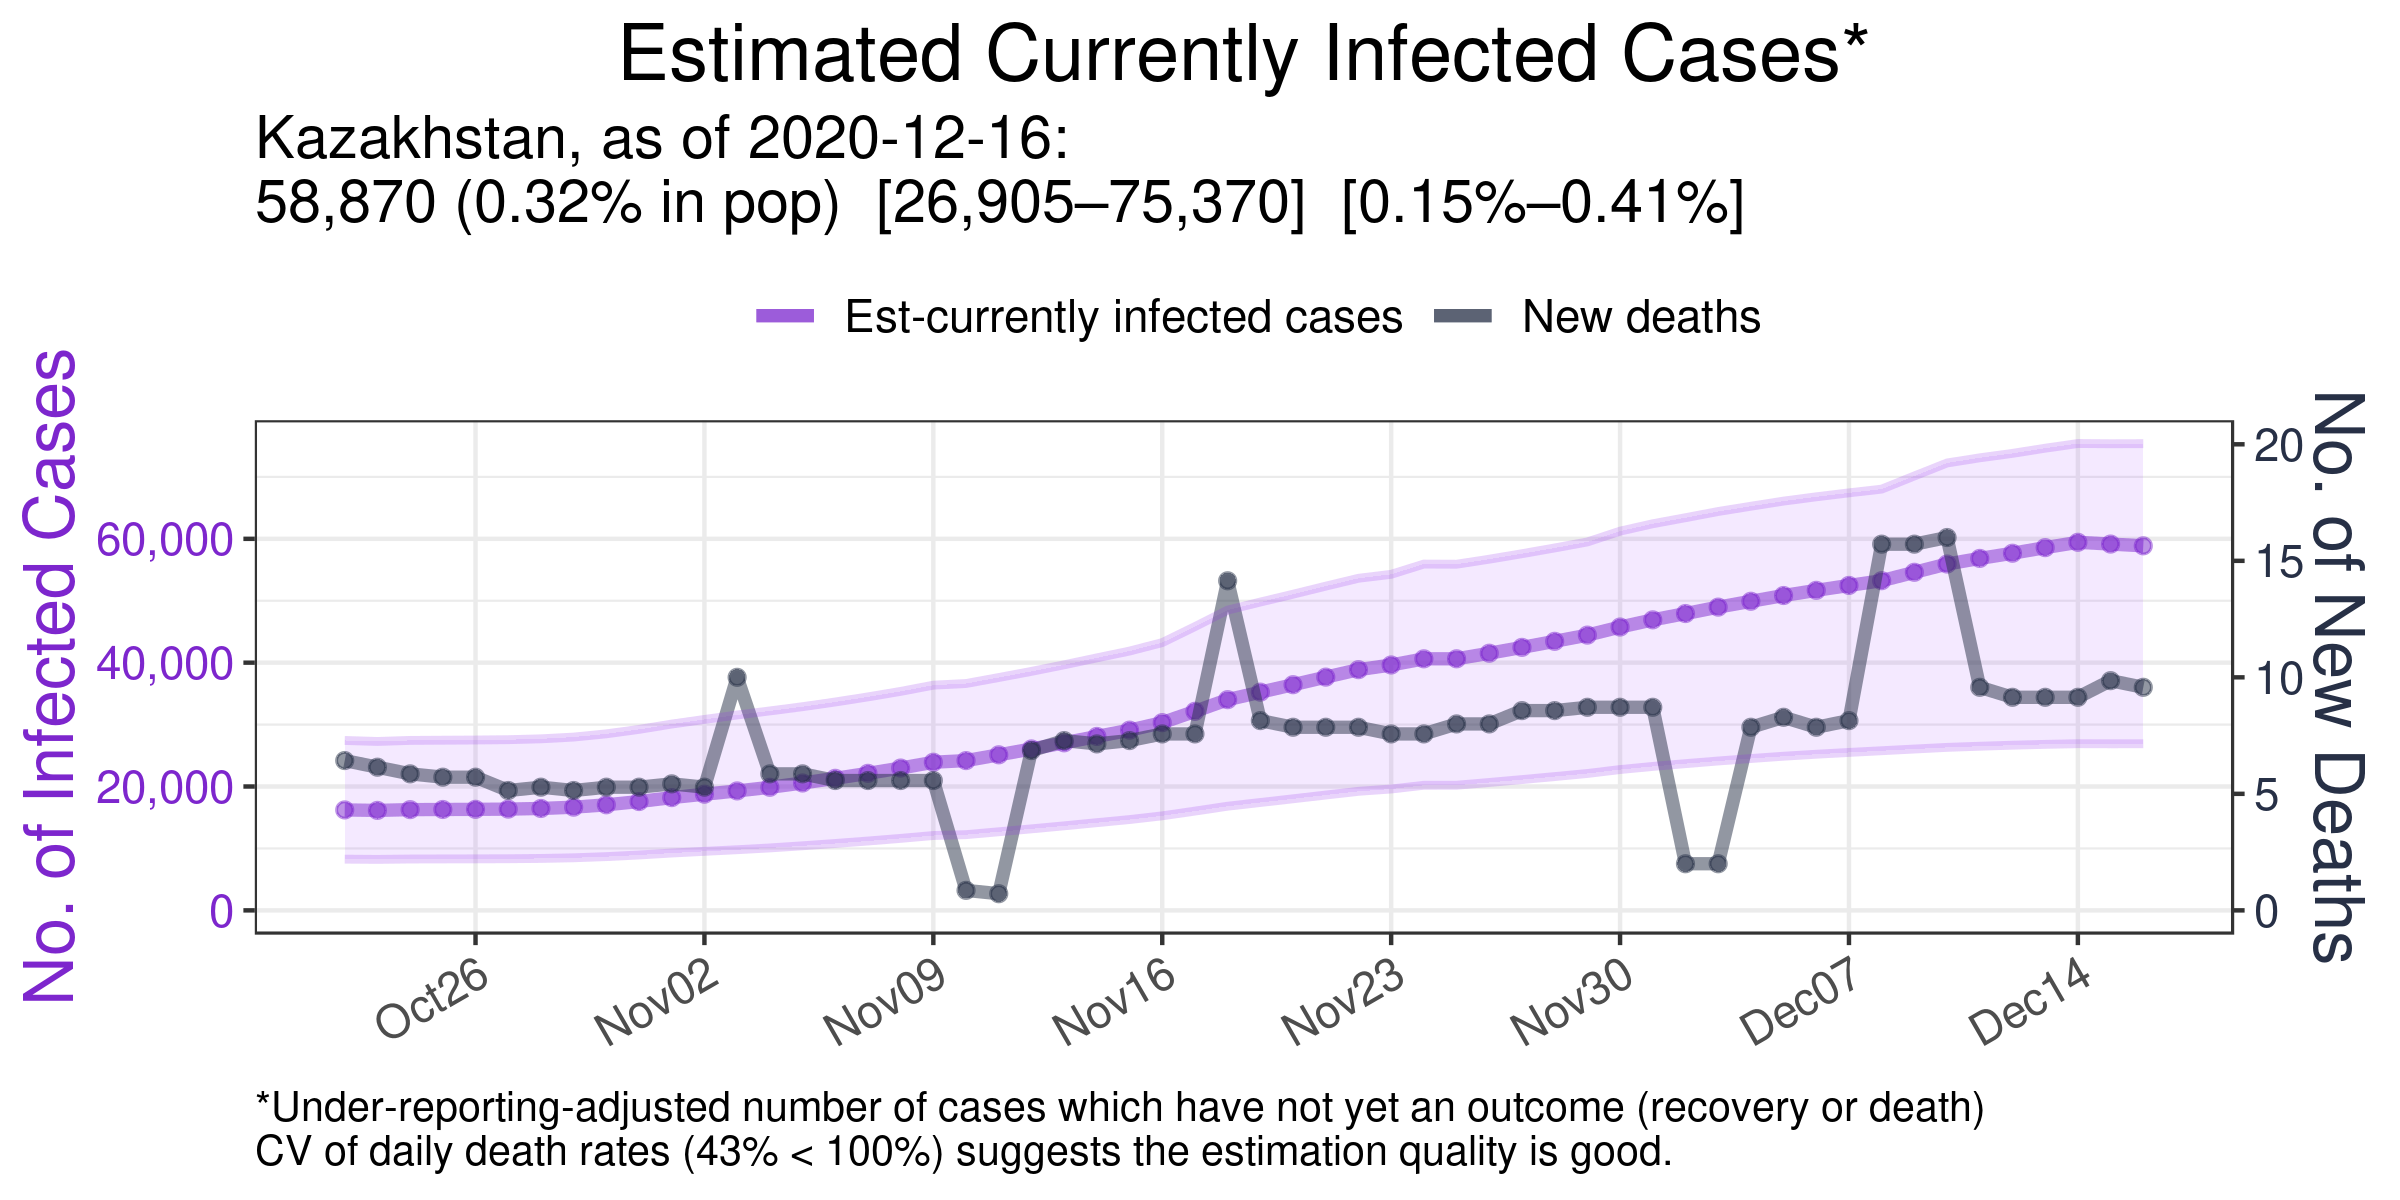 Estimated Currently Infected Cases*
Kazakhstan, as of 2020-12-16:
58,870 (0.32% in pop)  [26,905–75,370]  [0.15%–0.41%]
Est-currently infected cases
New deaths
No. of Infected Cases
60,000
40,000
20,000
0
20
15
10
5
0
No. of New Deaths
Oct26
Nov02
Nov09
Nov16
Nov23
Nov30
Dec07
Dec14
*Under-reporting-adjusted number of cases which have not yet an outcome (recovery or death)
CV of daily death rates (43% < 100%) suggests the estimation quality is good.